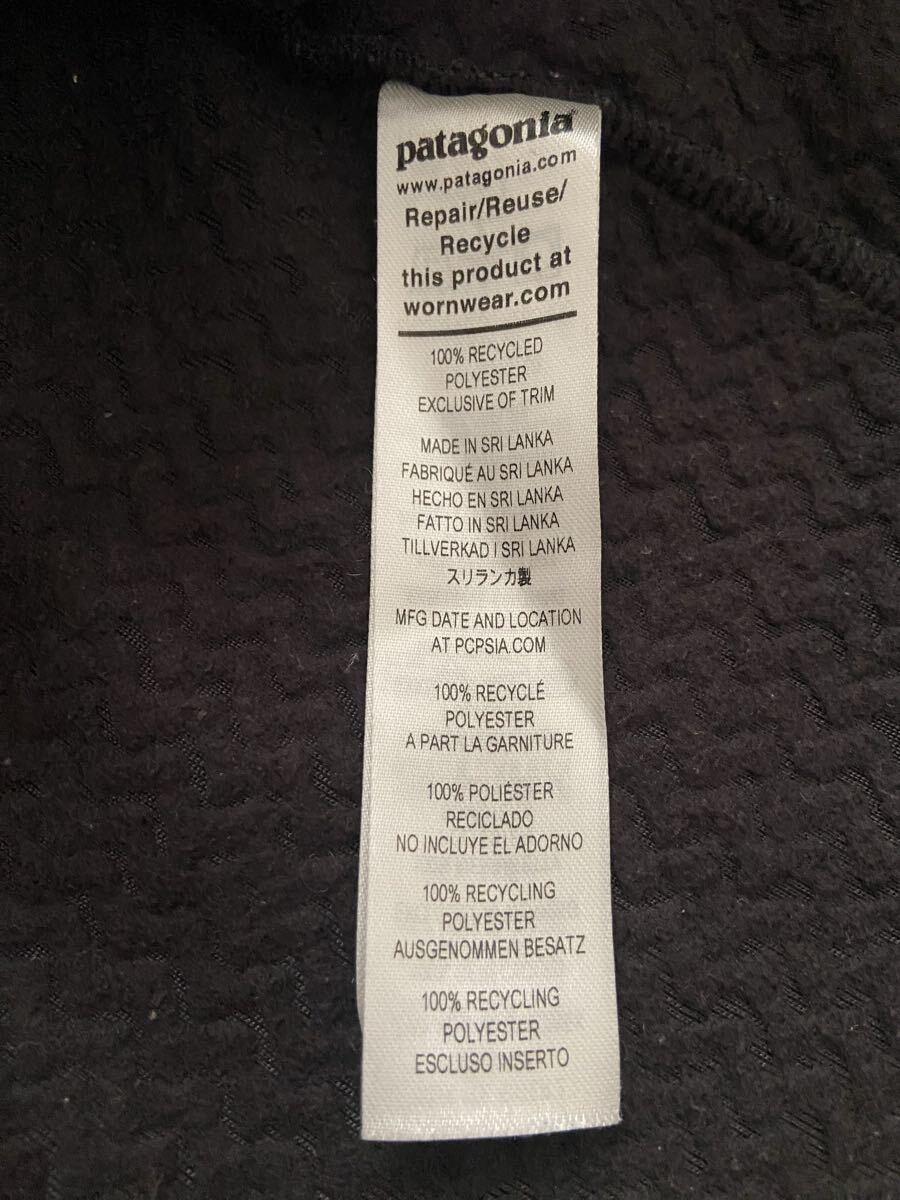 patagonia
www.patagonia.com
Repair/Reuse/
Recycle
this product at
wornwear.com
100% RECYCLED
POLYESTER
EXCLUSIVE OF TRIM
MADE IN SRI LANKA
FABRIQUÉ AU SRI LANKA
HECHO EN SRI LANKA
FATTO IN SRI LANKA
TILLVERKAD I SRI LANKA
スリランカ製
MFG DATE AND LOCATION
AT PCPSIA.COM
100% RECYCLÉ
POLYESTER
A PART LA GARNITURE
100% POLIÉSTER
RECICLADO
NO INCLUYE EL ADORNO
100% RECYCLING
POLYESTER
AUSGENOMMEN BESATZ
100% RECYCLING
POLYESTER
ESCLUSO INSERTO